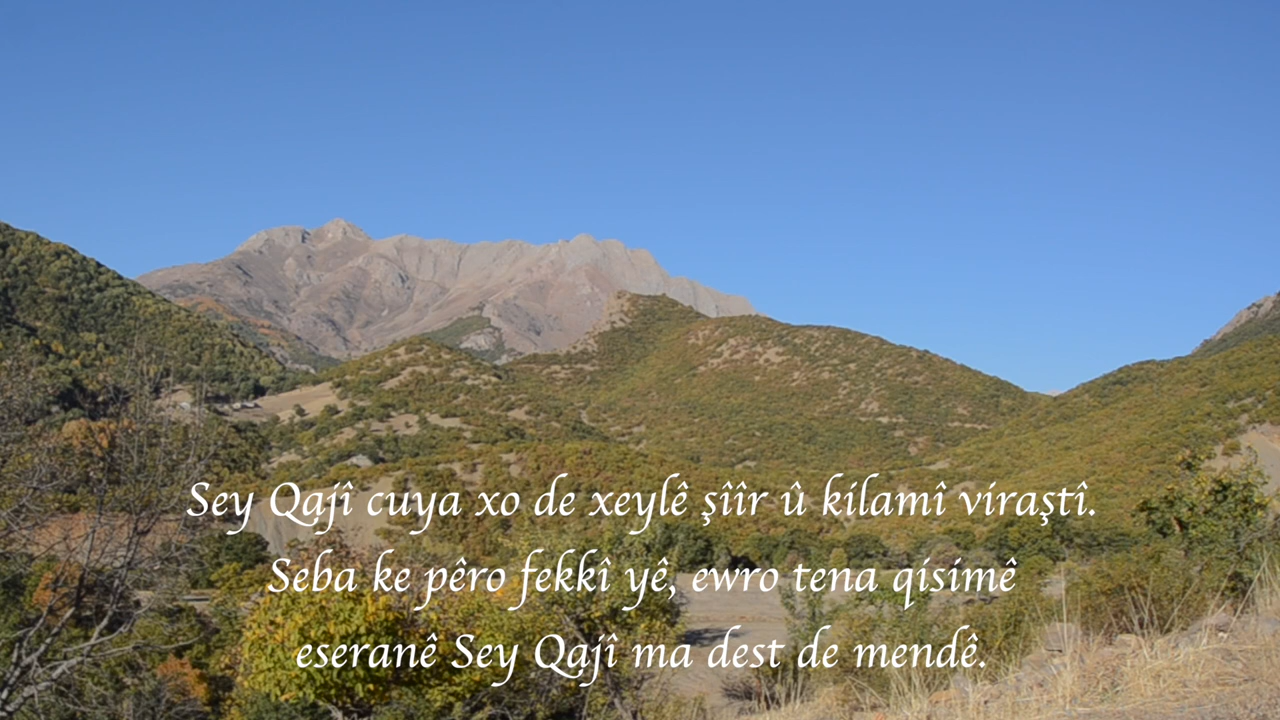 Sey Qajî cuya xo de xeylê şîîr û kilamî viraştî.
Seba ke pêro fekkî yê, ewro tena qisimê
eseranê Sey Qajî ma dest de mendê.